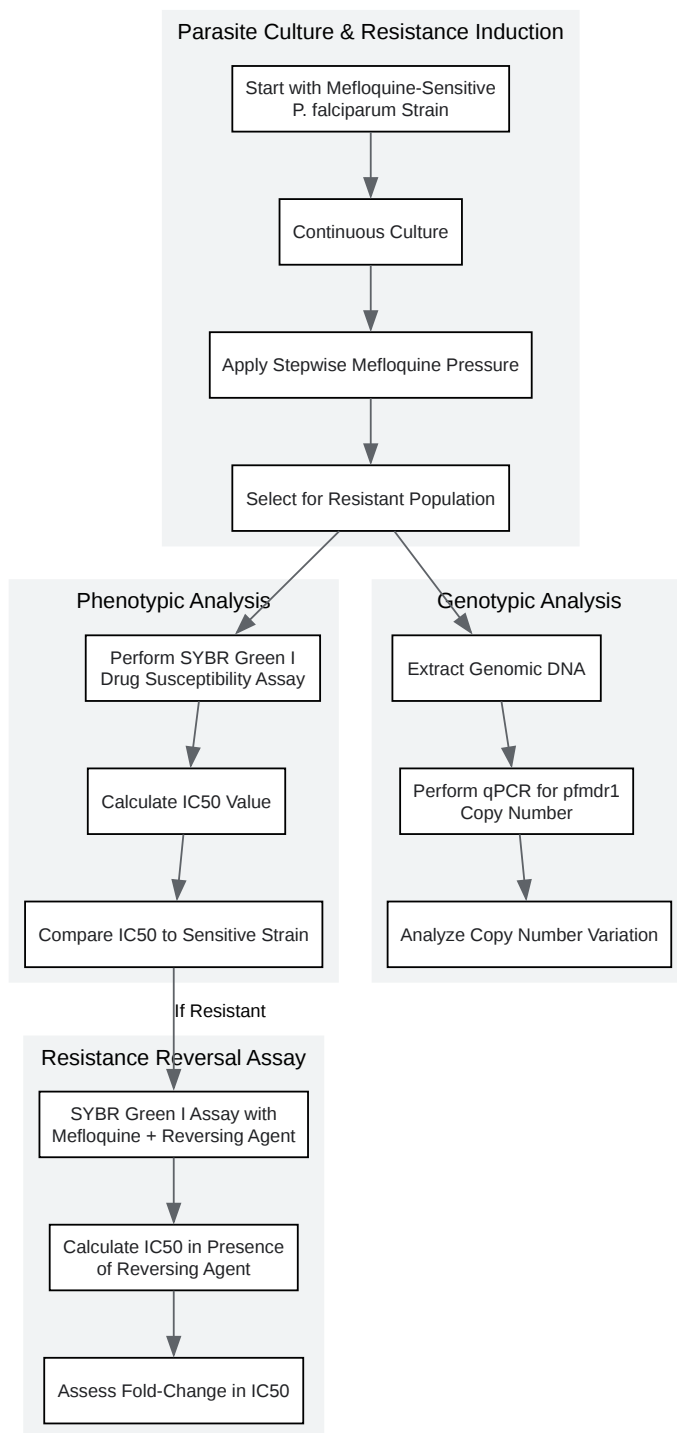 Parasite Culture & Resistance Induction
Start with Mefloquine-Sensitive
P. falciparum Strain
Continuous Culture
Apply Stepwise Mefloquine Pressure
Select for Resistant Population
Phenotypic Analysis
Perform SYBR Green I
Drug Susceptibility Assay
Calculate IC50 Value
Compare IC50 to Sensitive Strain
Genotypic Analysis
Extract Genomic DNA
Perform qPCR for pfmdr1
Copy Number
Analyze Copy Number Variation
If Resistant
Resistance Reversal Assay
SYBR Green I Assay with
Mefloquine + Reversing Agent
Calculate IC50 in Presence
of Reversing Agent
Assess Fold-Change in IC50